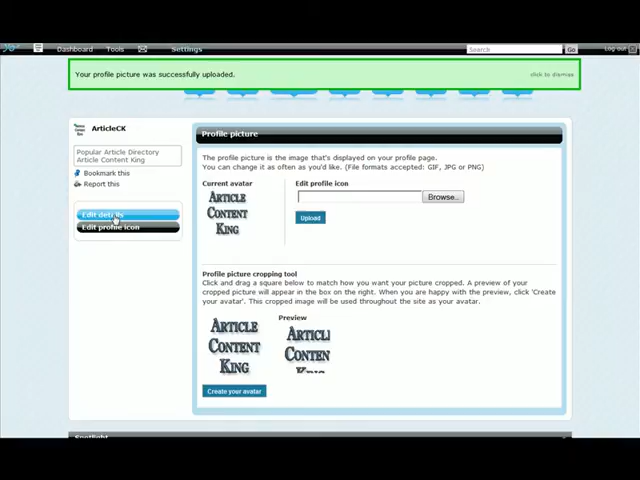 Dashboard Tools Settings Search Go Log out
Your profile picture was successfully uploaded. click to dismiss
ArticleCK
Popular Article Directory
Article Content King
Bookmark this
Report this
Edit details
Edit profile icon
Profile picture
The profile picture is the image that's displayed on your profile page.
You can change it as often as you'd like. (File formats accepted: GIF, JPG or PNG)
Current avatar
ARTICLE
CONTENT
KING
Edit profile icon
Browse...
Upload
Profile picture cropping tool
Click and drag a square below to match how you want your picture cropped. A preview of your
cropped picture will appear in the box on the right. When you are happy with the preview, click 'Create
your avatar'. This cropped image will be used throughout the site as your avatar.
ARTICLE
CONTENT
KING
Preview
ARTICLI
CONTEN
Create your avatar
Spotlight